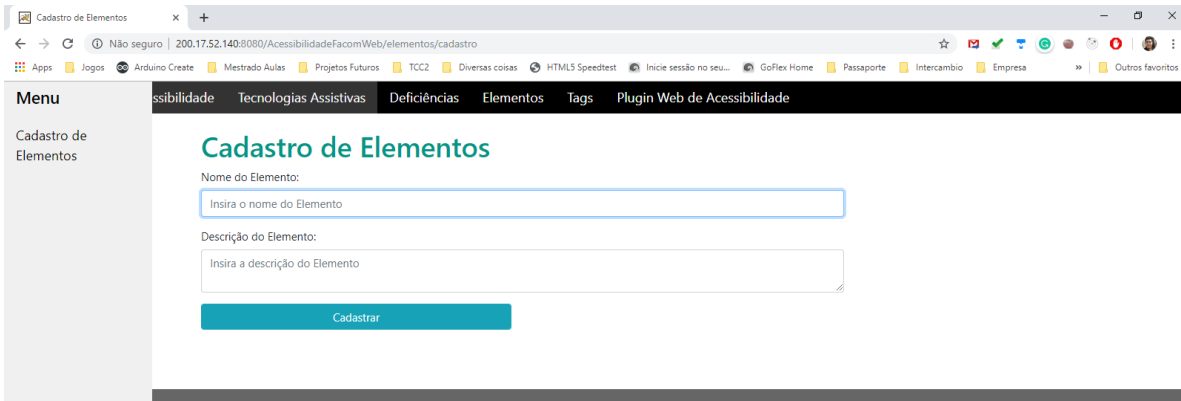 Cadastro de Elementos
Não seguro | 200.17.52.140:8080/AcessibilidadeFacomWeb/elementos/cadastro
Apps Jogos Arduino Create Mestrado Aulas Projetos Futuros TCC2 Diversas coisas HTML5 Speedtest Inicie sessão no seu... GoFlex Home Passaporte Intercambio Empresa » Outros favoritos
Menu ssibilidade Tecnologias Assistivas Deficiências Elementos Tags Plugin Web de Acessibilidade
Cadastro de
Elementos
Cadastro de Elementos
Nome do Elemento:
Insira o nome do Elemento
Descrição do Elemento:
Insira a descrição do Elemento
Cadastrar